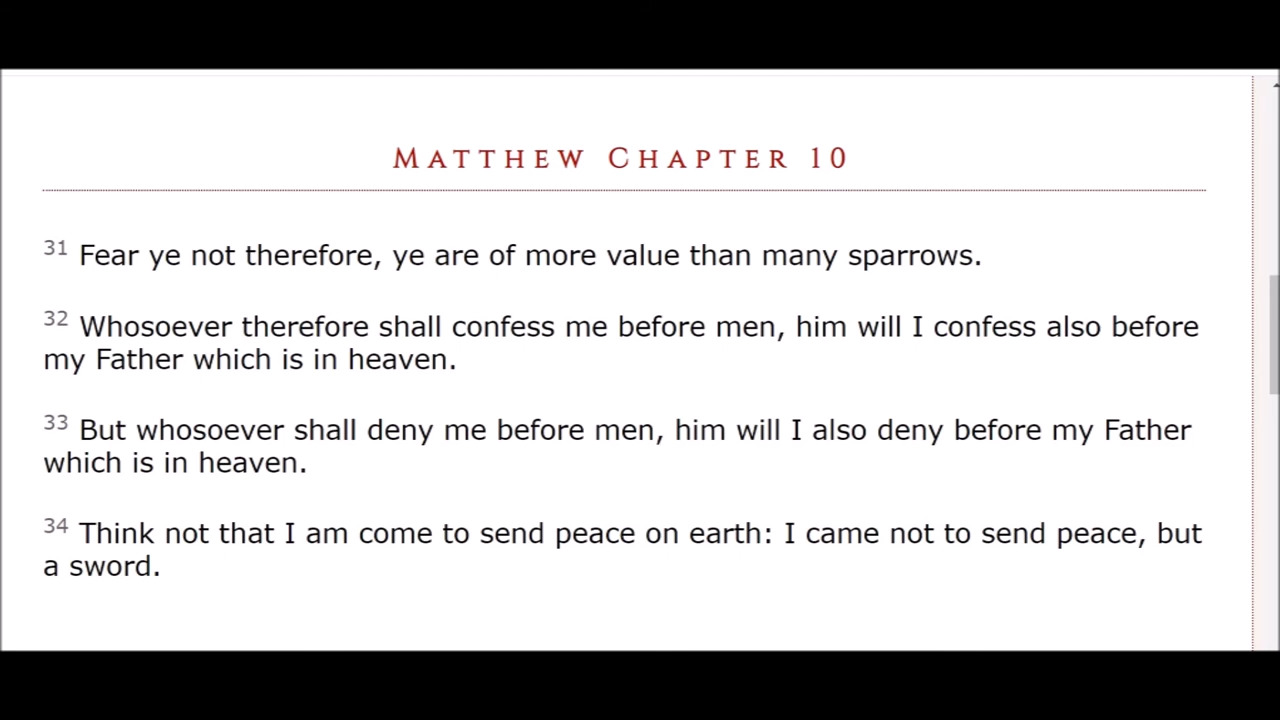 MATTHEW CHAPTER 10
31 Fear ye not therefore, ye are of more value than many sparrows.
32 Whosoever therefore shall confess me before men, him will I confess also before
my Father which is in heaven.
33 But whosoever shall deny me before men, him will I also deny before my Father
which is in heaven.
34 Think not that I am come to send peace on earth: I came not to send peace, but
a sword.